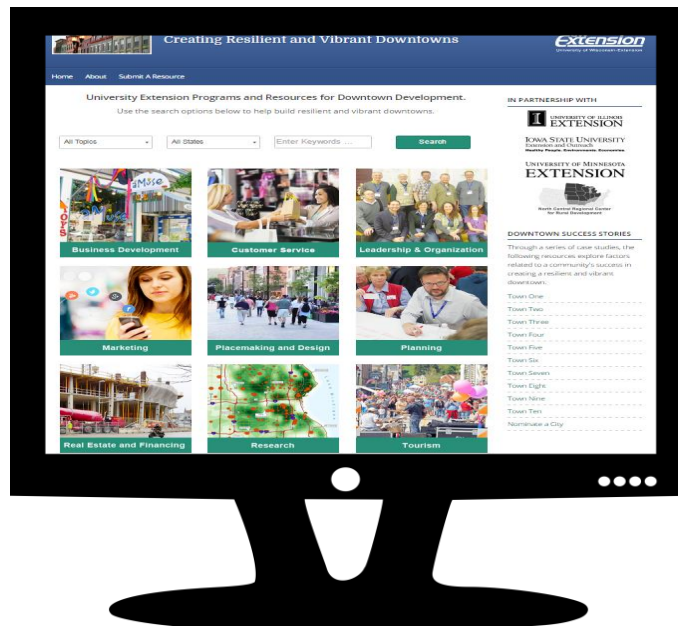 Creating Resilient and Vibrant Downtowns
Extension
University of Wisconsin-Extension
Home About Submit A Resource
University Extension Programs and Resources for Downtown Development.
Use the search options below to help build resilient and vibrant downtowns.
All Topics All States Enter Keywords ... Search
Business Development Customer Service Leadership & Organization
Marketing Placemaking and Design Planning
Real Estate and Financing Research Tourism
IN PARTNERSHIP WITH
I UNIVERSITY OF ILLINOIS
EXTENSION
IOWA STATE UNIVERSITY
Extension and Outreach
Healthy People. Environments. Economies.
UNIVERSITY OF MINNESOTA
EXTENSION
North Central Regional Center
for Rural Development
DOWNTOWN SUCCESS STORIES
Through a series of case studies, the
following resources explore factors
related to a community's success in
creating a resilient and vibrant
downtown.
Town One
Town Two
Town Three
Town Four
Town Five
Town Six
Town Seven
Town Eight
Town Nine
Town Ten
Nominate a City